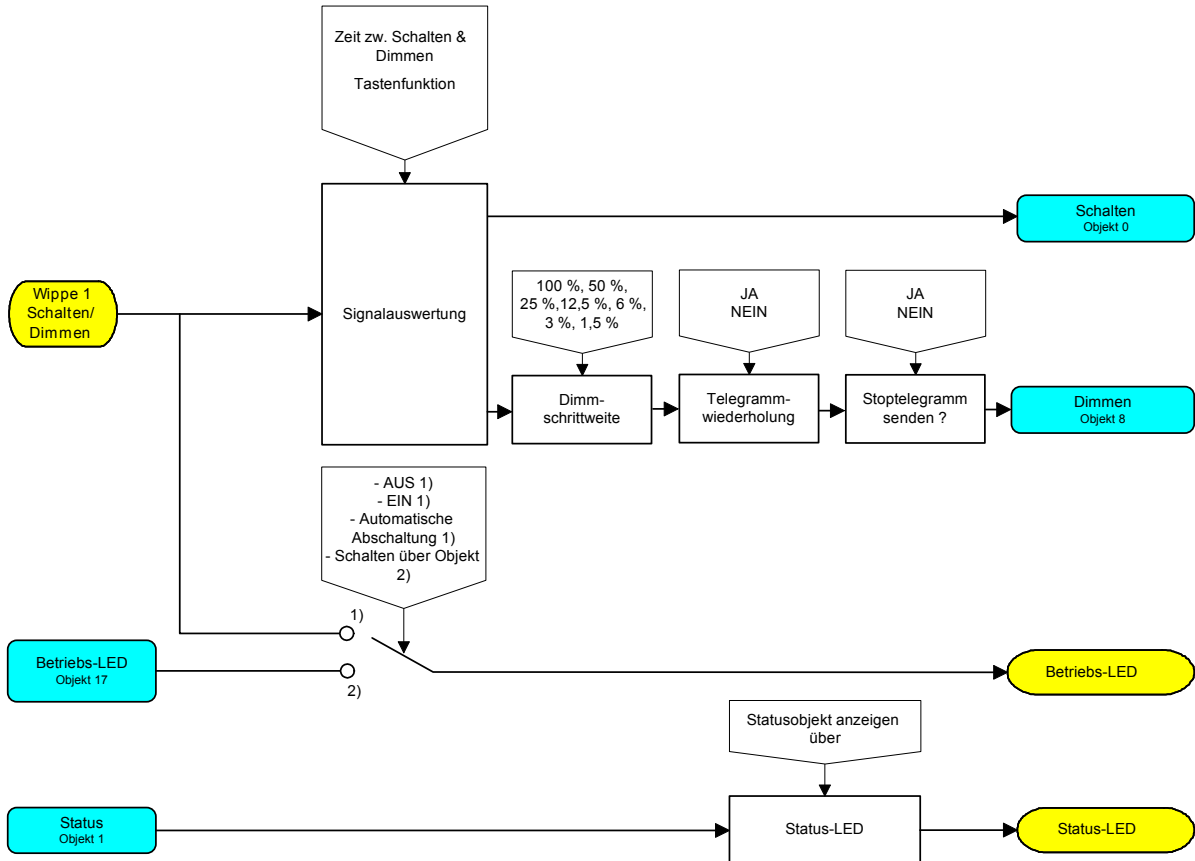 Zeit zw. Schalten &
Dimmen
Tastenfunktion
Schalten
Objekt 0
Wippe 1
Schalten/
Dimmen
Signalauswertung
100 %, 50 %,
25 %,12,5 %, 6 %,
3 %, 1,5 %
JA
NEIN
JA
NEIN
Dimm-
schrittweite
Telegramm-
wiederholung
Stoptelegramm
senden ?
Dimmen
Objekt 8
- AUS 1)
- EIN 1)
- Automatische
Abschaltung 1)
- Schalten über Objekt
2)
1)
Betriebs-LED
Objekt 17
2)
Betriebs-LED
Statusobjekt anzeigen
über
Status
Objekt 1
Status-LED
Status-LED